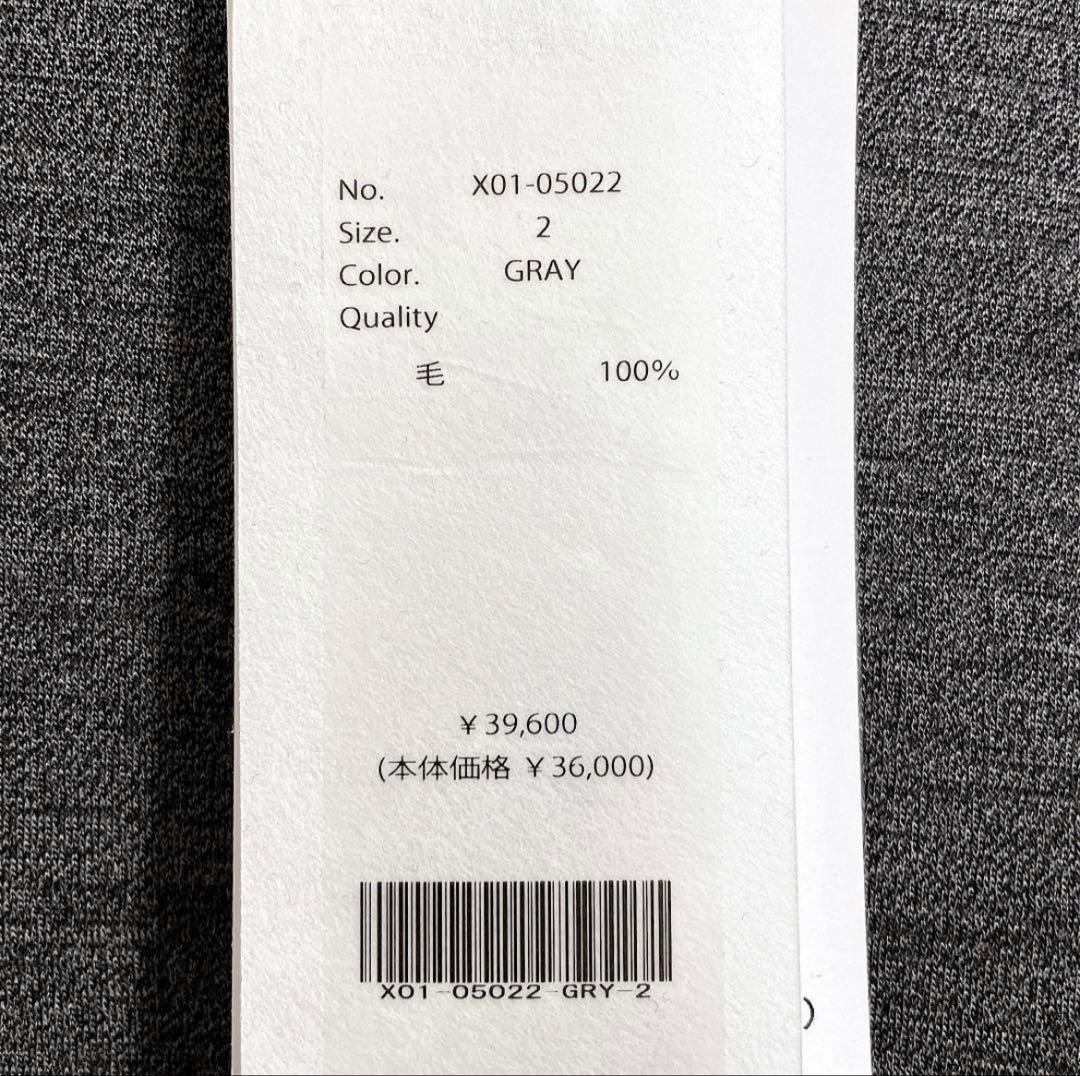 No. X01-05022
Size. 2
Color. GRAY
Quality
毛 100%
¥39,600
(本体価格 ¥36,000)
X01-05022-GRY-2
)